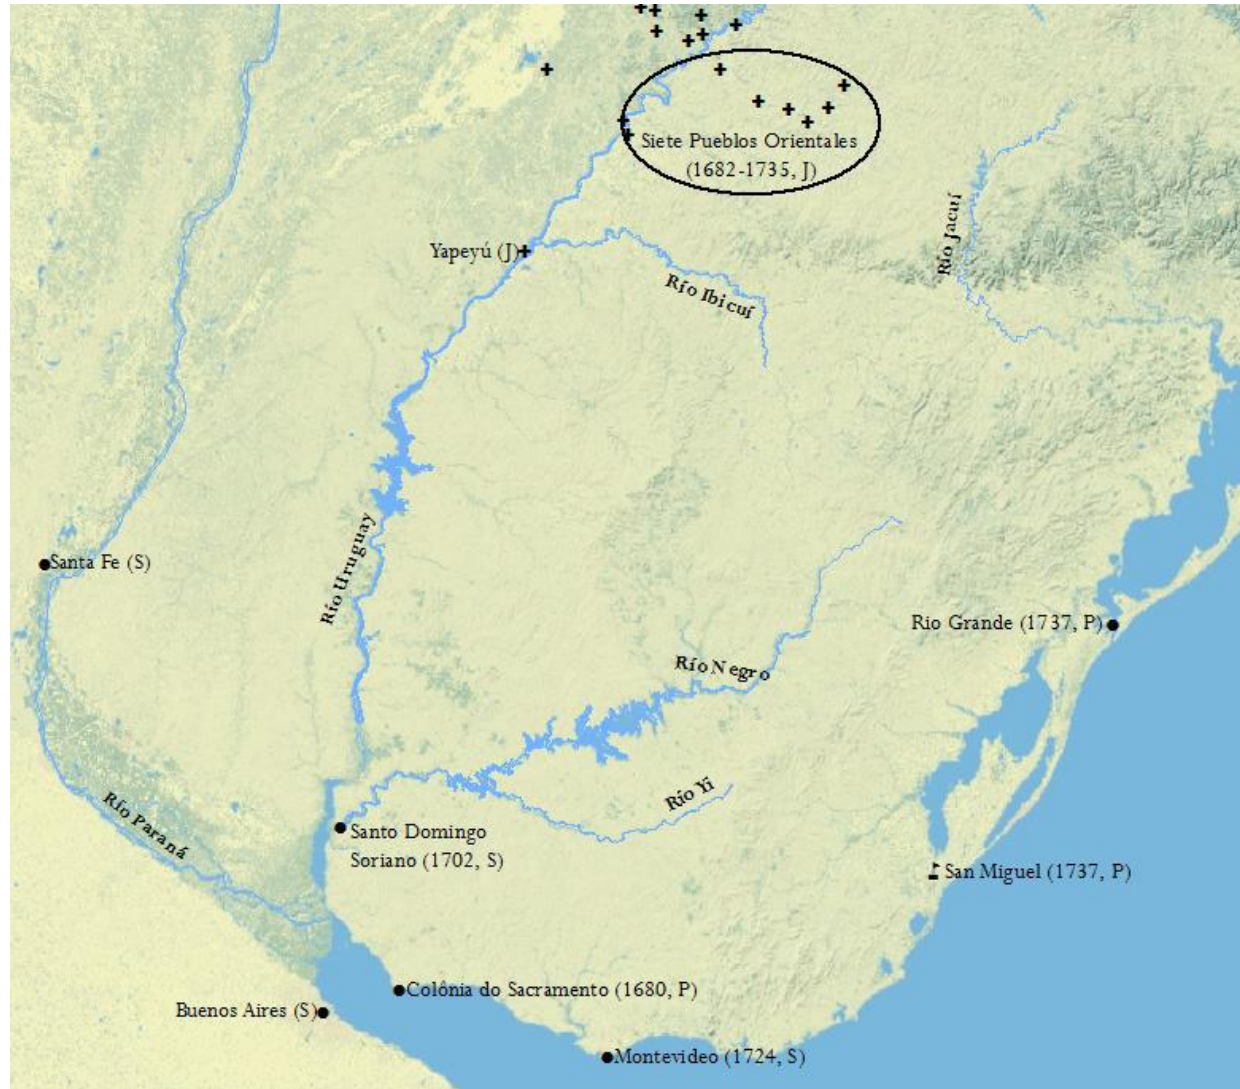 Siete Pueblos Orientales
(1682-1735, J)
Río Jacuí
Yapeyú (J)
Río Ibicuí
Río Uruguay
Santa Fe (S)
Rio Grande (1737, P)
Río Negro
Río Yi
Río Paraná
Santo Domingo
Soriano (1702, S)
San Miguel (1737, P)
Colônia do Sacramento (1680, P)
Buenos Aires (S)
Montevideo (1724, S)